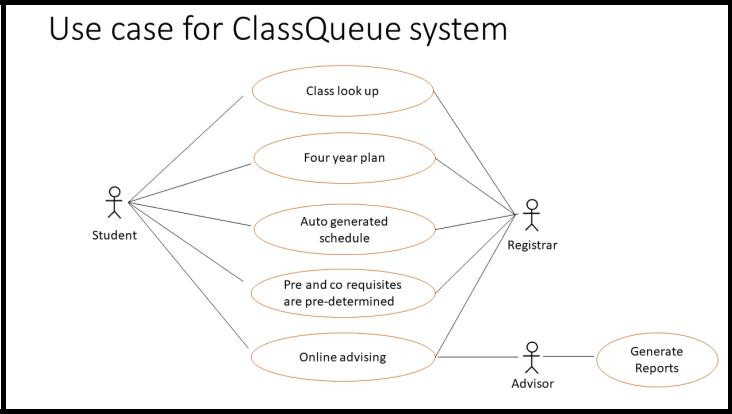 Use case for ClassQueue system
Class look up
Four year plan
Student
Auto generated
schedule
Registrar
Pre and co requisites
are pre-determined
Online advising
Advisor
Generate
Reports